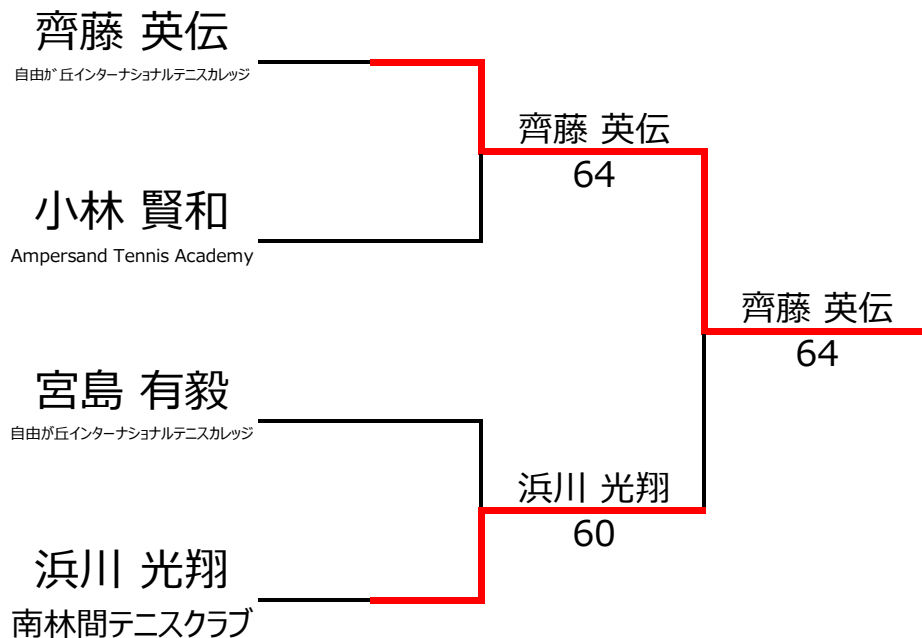 齊藤 英伝
自由が丘インターナショナルテニスカレッジ
齊藤 英伝
64
小林 賢和
Ampersand Tennis Academy
齊藤 英伝
64
宮島 有毅
自由が丘インターナショナルテニスカレッジ
浜川 光翔
60
浜川 光翔
南林間テニスクラブ